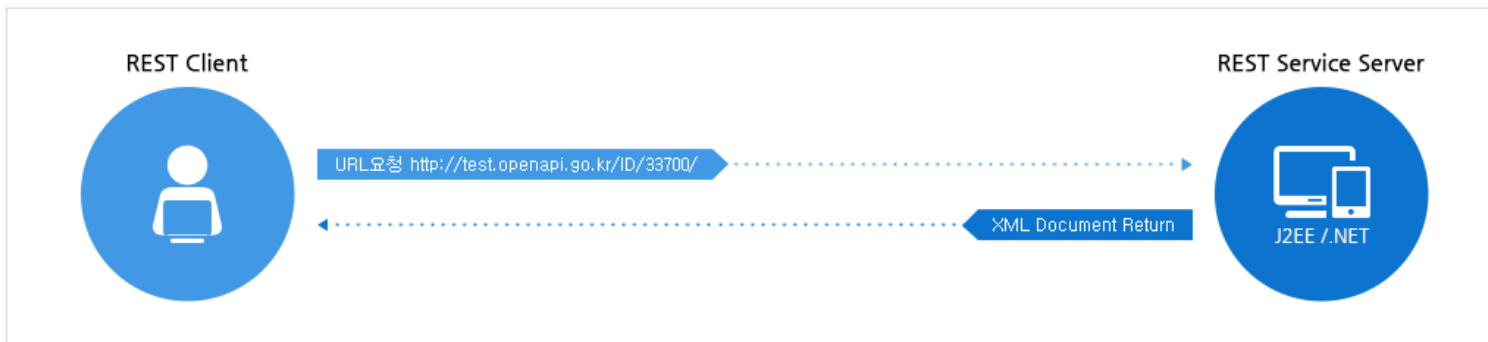 REST Client
REST Service Server
URL요청 http://test.openapi.go.kr/ID/33700/
XML Document Return
J2EE /.NET